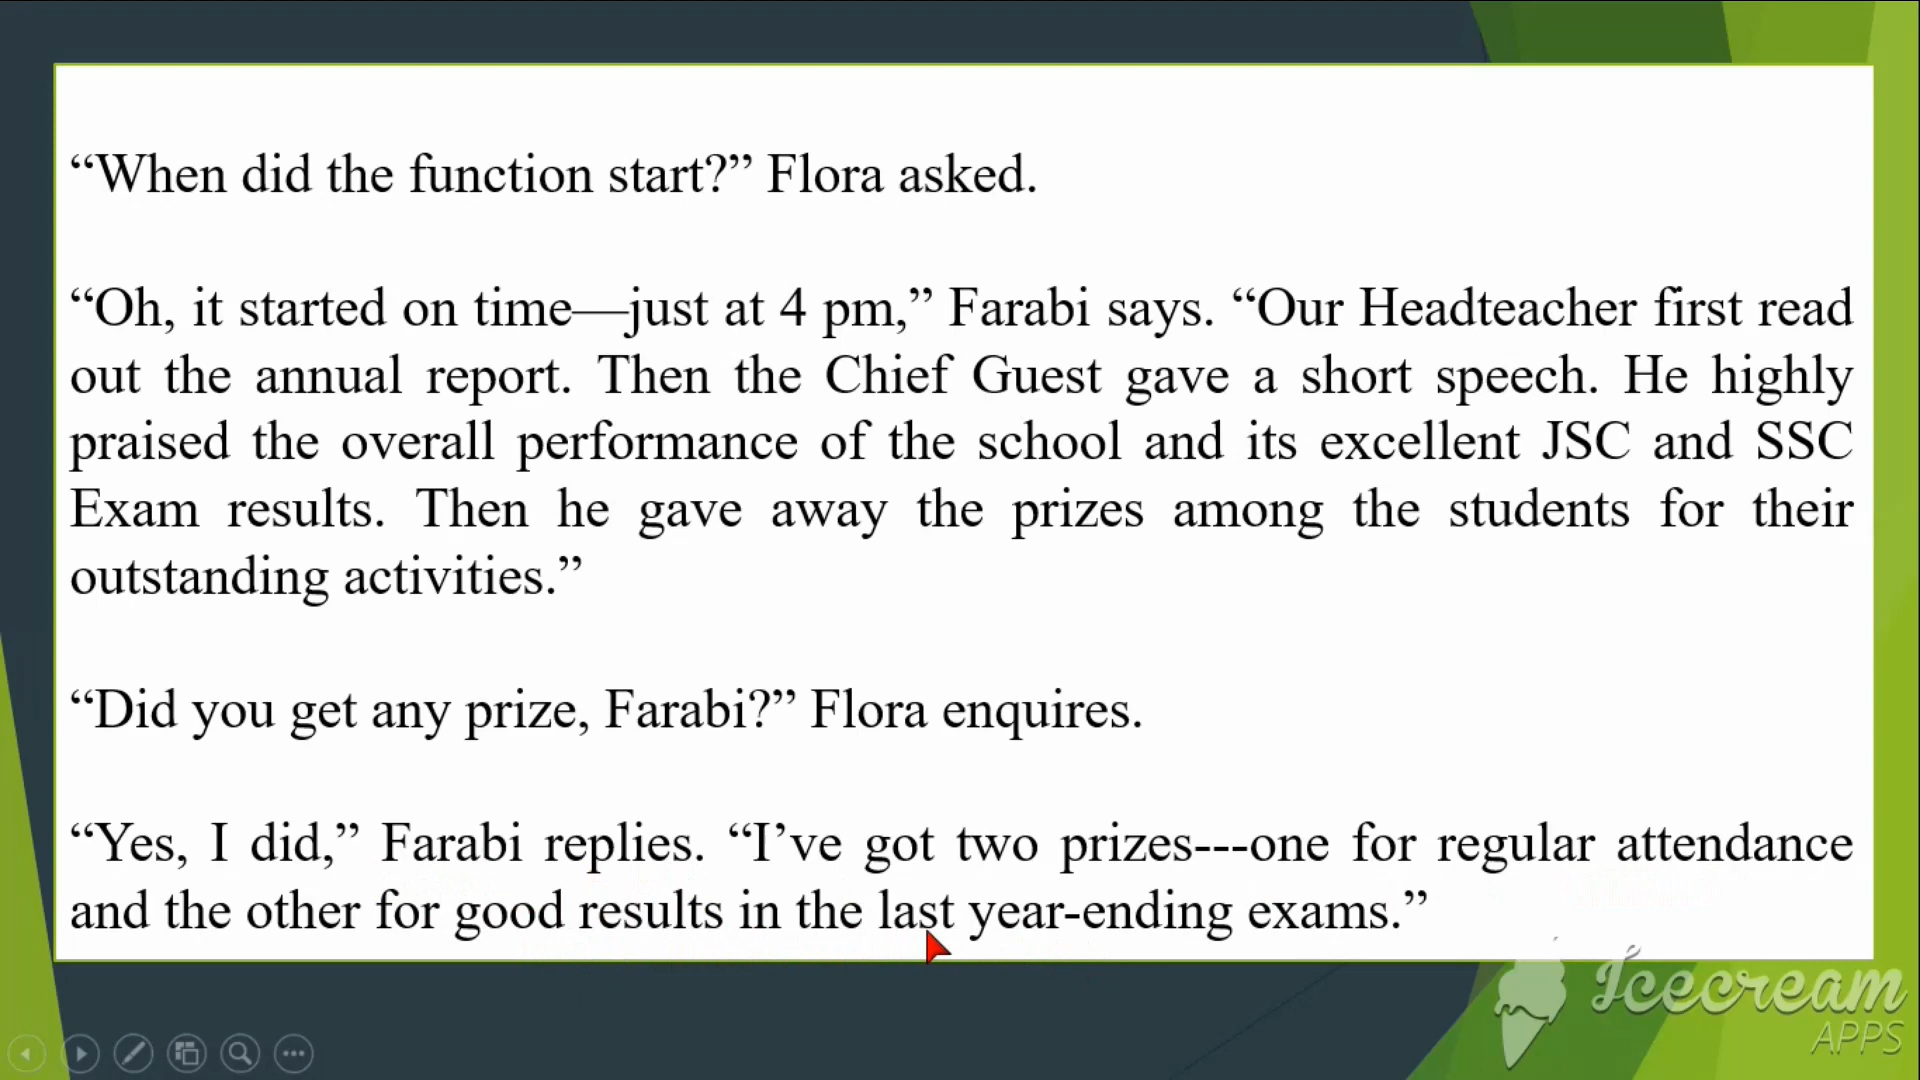 “When did the function start?” Flora asked.
“Oh, it started on time—just at 4 pm,” Farabi says. “Our Headteacher first read
out the annual report. Then the Chief Guest gave a short speech. He highly
praised the overall performance of the school and its excellent JSC and SSC
Exam results. Then he gave away the prizes among the students for their
outstanding activities.”
“Did you get any prize, Farabi?” Flora enquires.
“Yes, I did,” Farabi replies. “I’ve got two prizes---one for regular attendance
and the other for good results in the last year-ending exams.”
Icecream
APPS